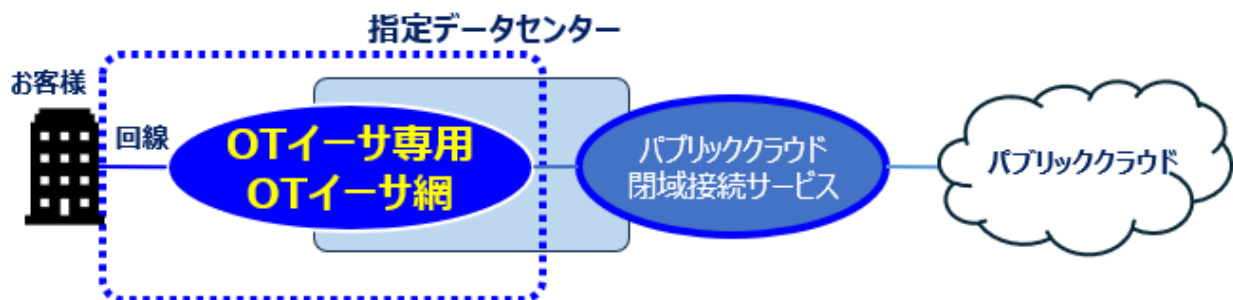 指定データセンター
お客様
回線
OTイーサ専用
OTイーサ網
パブリッククラウド
閉域接続サービス
パブリッククラウド